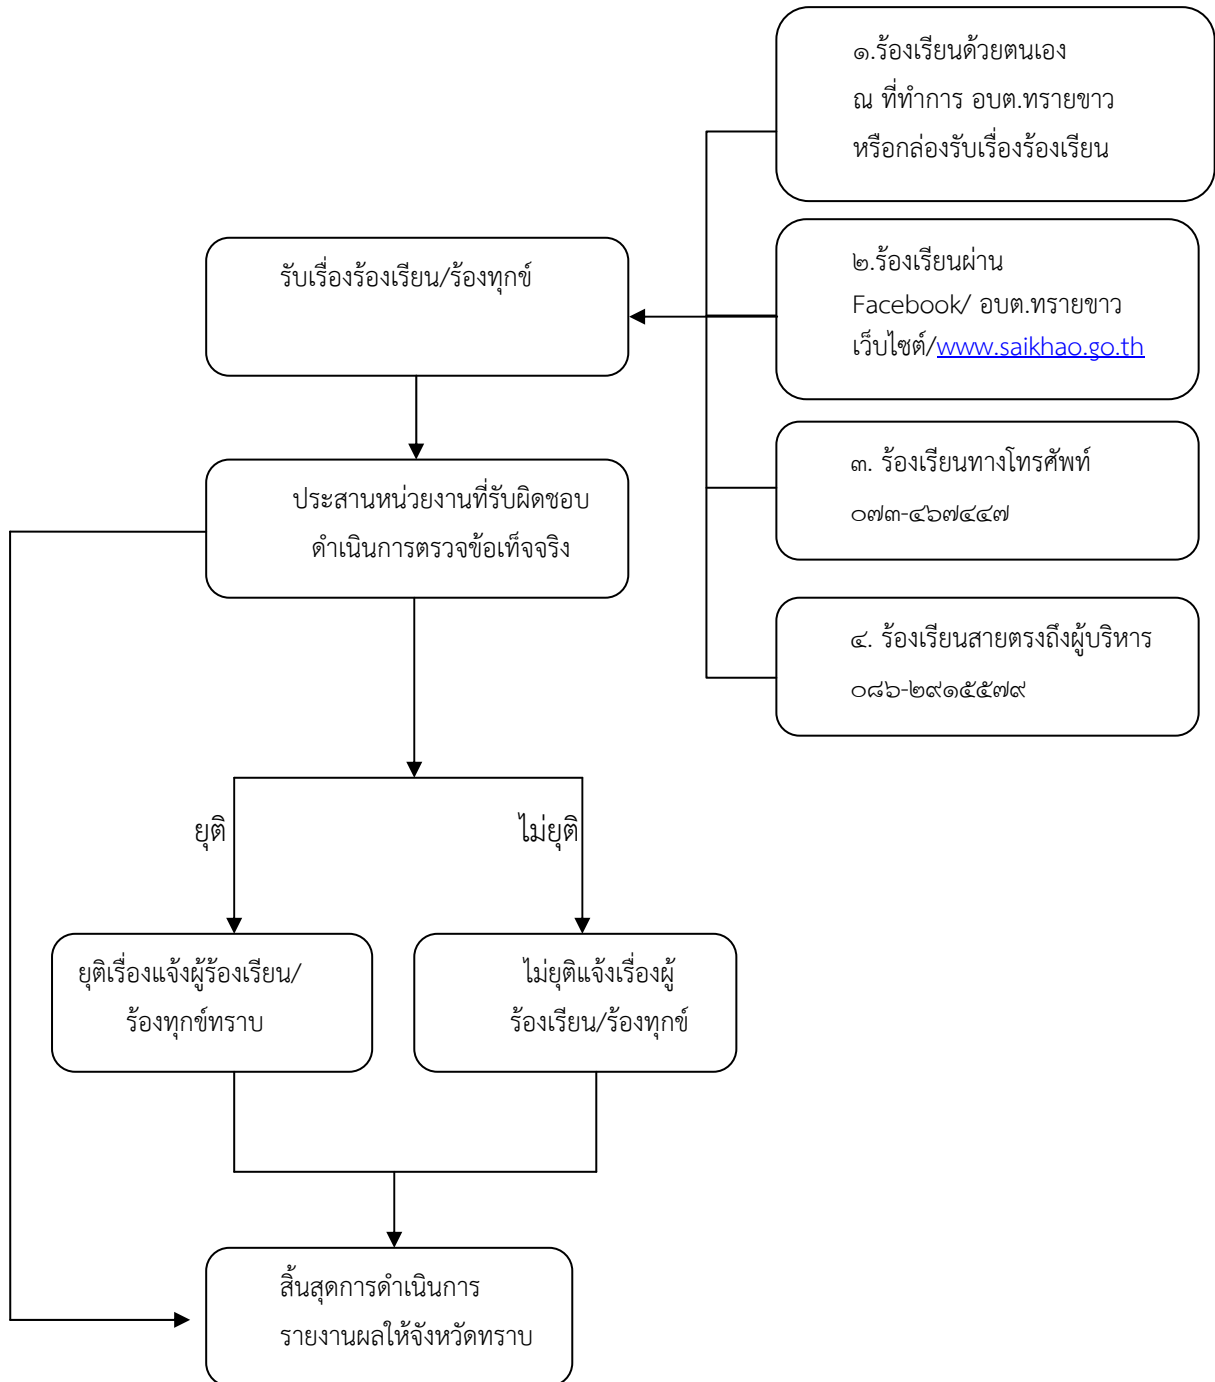 ๑.ร้องเรียนด้วยตนเอง
ณ ที่ทำการ อบต.ทรายขาว
หรือกล่องรับเรื่องร้องเรียน
รับเรื่องร้องเรียน/ร้องทุกข์
๒.ร้องเรียนผ่าน
Facebook/ อบต.ทรายขาว
เว็บไซต์/www.saikhao.go.th
๓. ร้องเรียนทางโทรศัพท์
๐๗๓-๔๖๗๔๔๗
ประสานหน่วยงานที่รับผิดชอบ
ดำเนินการตรวจข้อเท็จจริง
๔. ร้องเรียนสายตรงถึงผู้บริหาร
๐๘๖-๒๙๑๕๕๗๙
ยุติ
ไม่ยุติ
ยุติเรื่องแจ้งผู้ร้องเรียน/
ร้องทุกข์ทราบ
ไม่ยุติแจ้งเรื่องผู้
ร้องเรียน/ร้องทุกข์
สิ้นสุดการดำเนินการ
รายงานผลให้จังหวัดทราบ